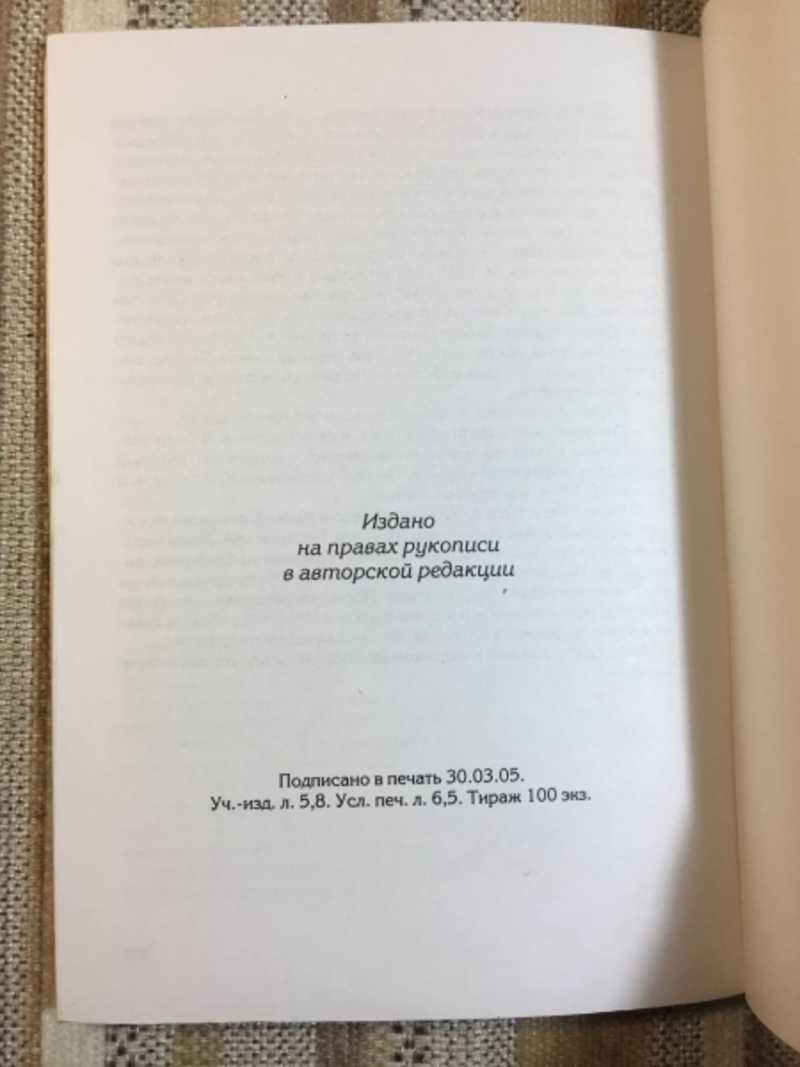 Издано
на правах рукописи
в авторской редакции
Подписано в печать 30.03.05.
Уч.-изд. л. 5,8. Усл. печ. л. 6,5. Тираж 100 экз.